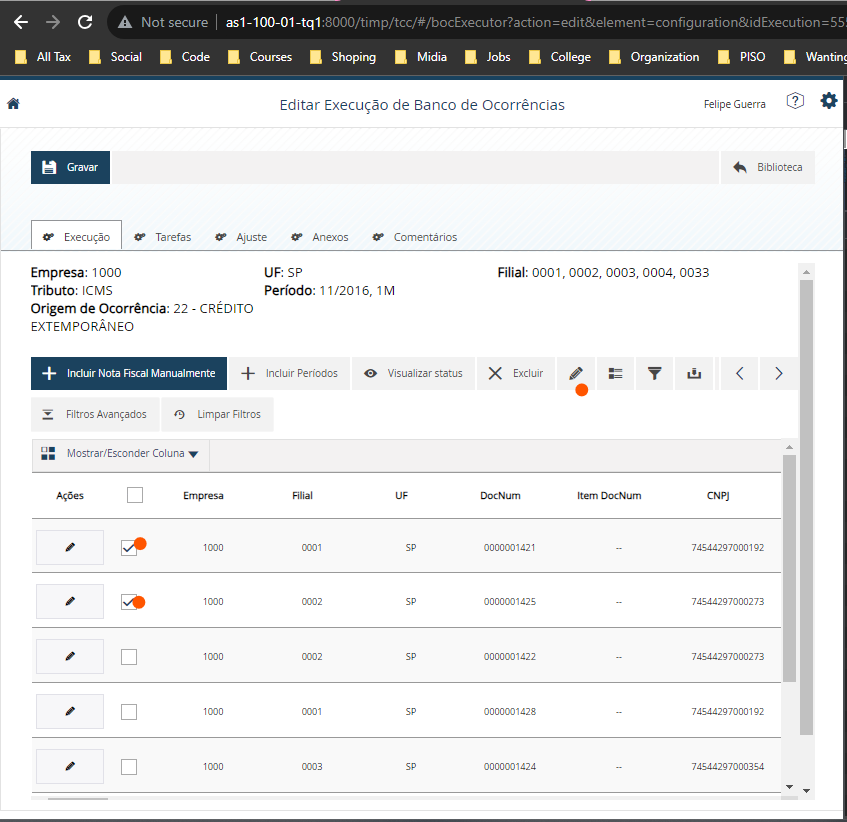 Not secure as1-100-01-tq1:8000/timp/tcc/#/bocExecutor?action=edit&element=configuration&idExecution=55
All Tax Social Code Courses Shoping Midia Jobs College Organization PISO Wanting
Editar Execução de Banco de Ocorrências Felipe Guerra ?
Gravar Biblioteca
Execução Tarefas Ajuste Anexos Comentários
Empresa: 1000 UF: SP Filial: 0001, 0002, 0003, 0004, 0033
Tributo: ICMS Período: 11/2016, 1M
Origem de Ocorrência: 22 - CRÉDITO
EXTEMPORÂNEO
Incluir Nota Fiscal Manualmente Incluir Períodos Visualizar status Excluir
Filtros Avançados Limpar Filtros
Mostrar/Esconder Coluna
Ações Empresa Filial UF DocNum Item DocNum CNPJ
1000 0001 SP 0000001421 -- 74544297000192
1000 0002 SP 0000001425 -- 74544297000273
1000 0002 SP 0000001422 -- 74544297000273
1000 0001 SP 0000001428 -- 74544297000192
1000 0003 SP 0000001424 -- 74544297000354